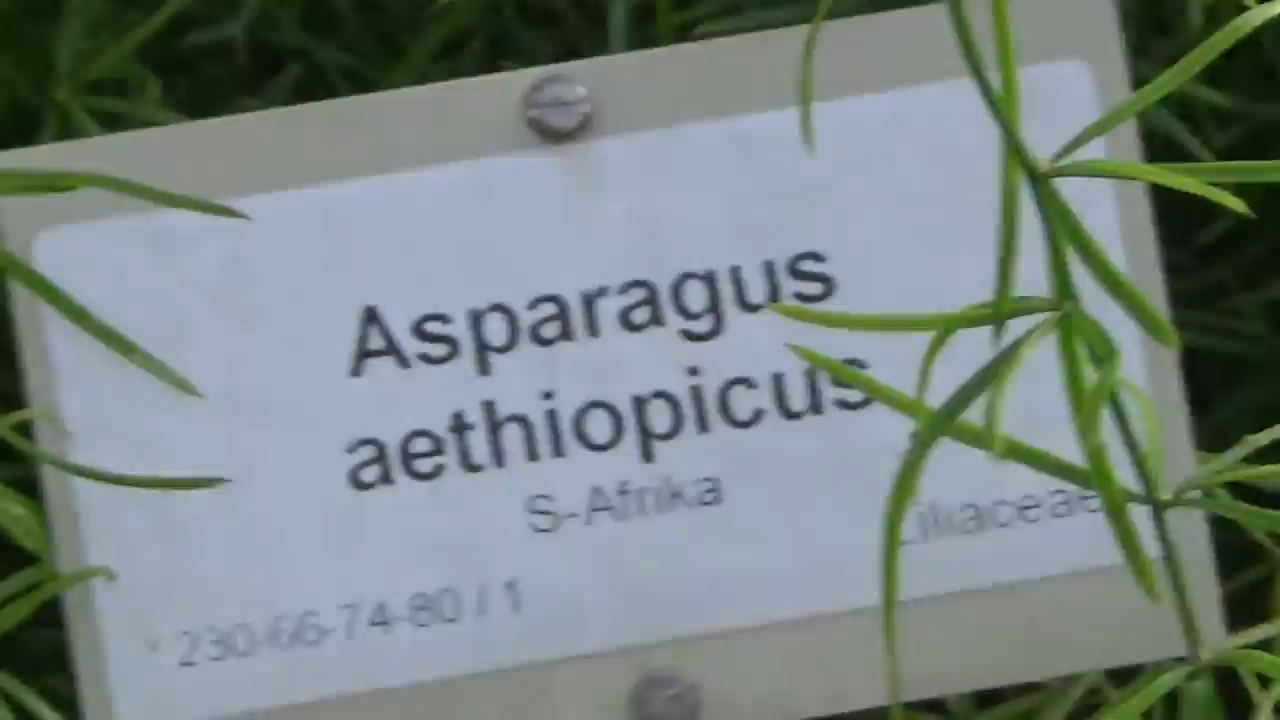 Asparagus
aethiopicus
S-Afrika
Liliaceae
* 230-66-74-80 / 1